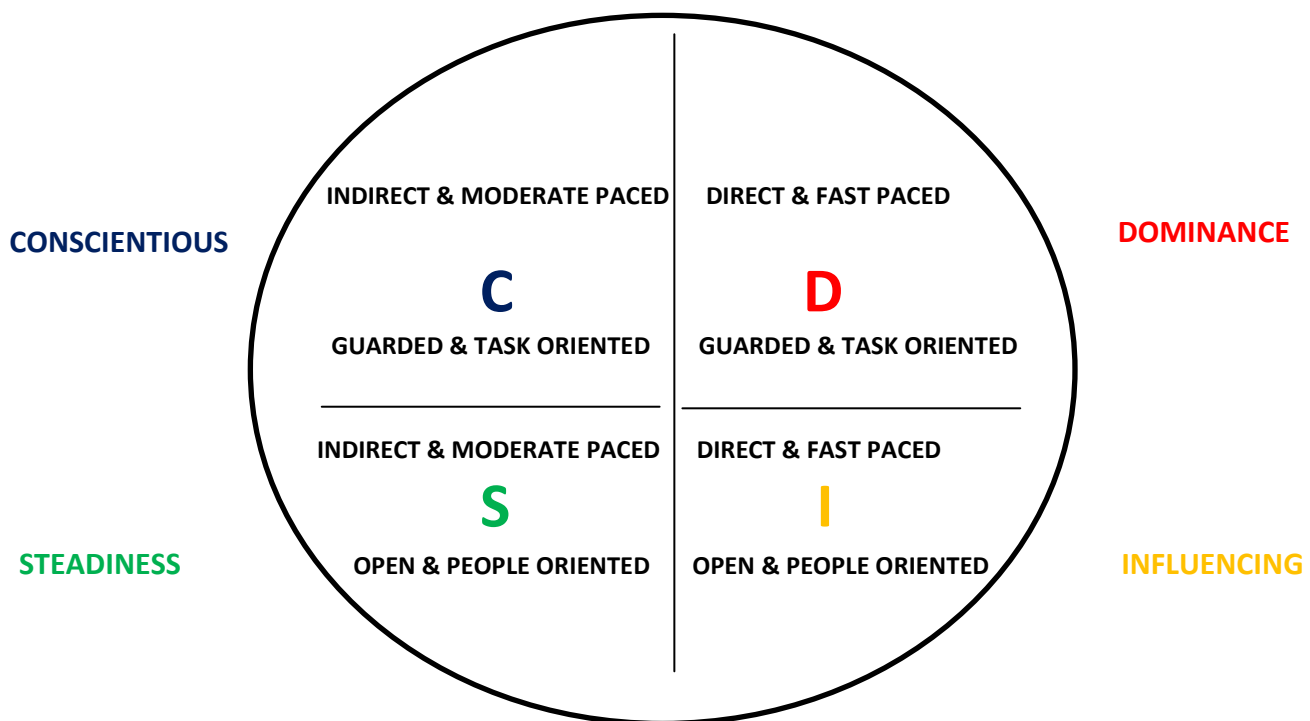 INDIRECT & MODERATE PACED
DIRECT & FAST PACED
CONSCIENTIOUS
DOMINANCE
C
D
GUARDED & TASK ORIENTED
GUARDED & TASK ORIENTED
INDIRECT & MODERATE PACED
DIRECT & FAST PACED
S
I
STEADINESS
OPEN & PEOPLE ORIENTED
OPEN & PEOPLE ORIENTED
INFLUENCING